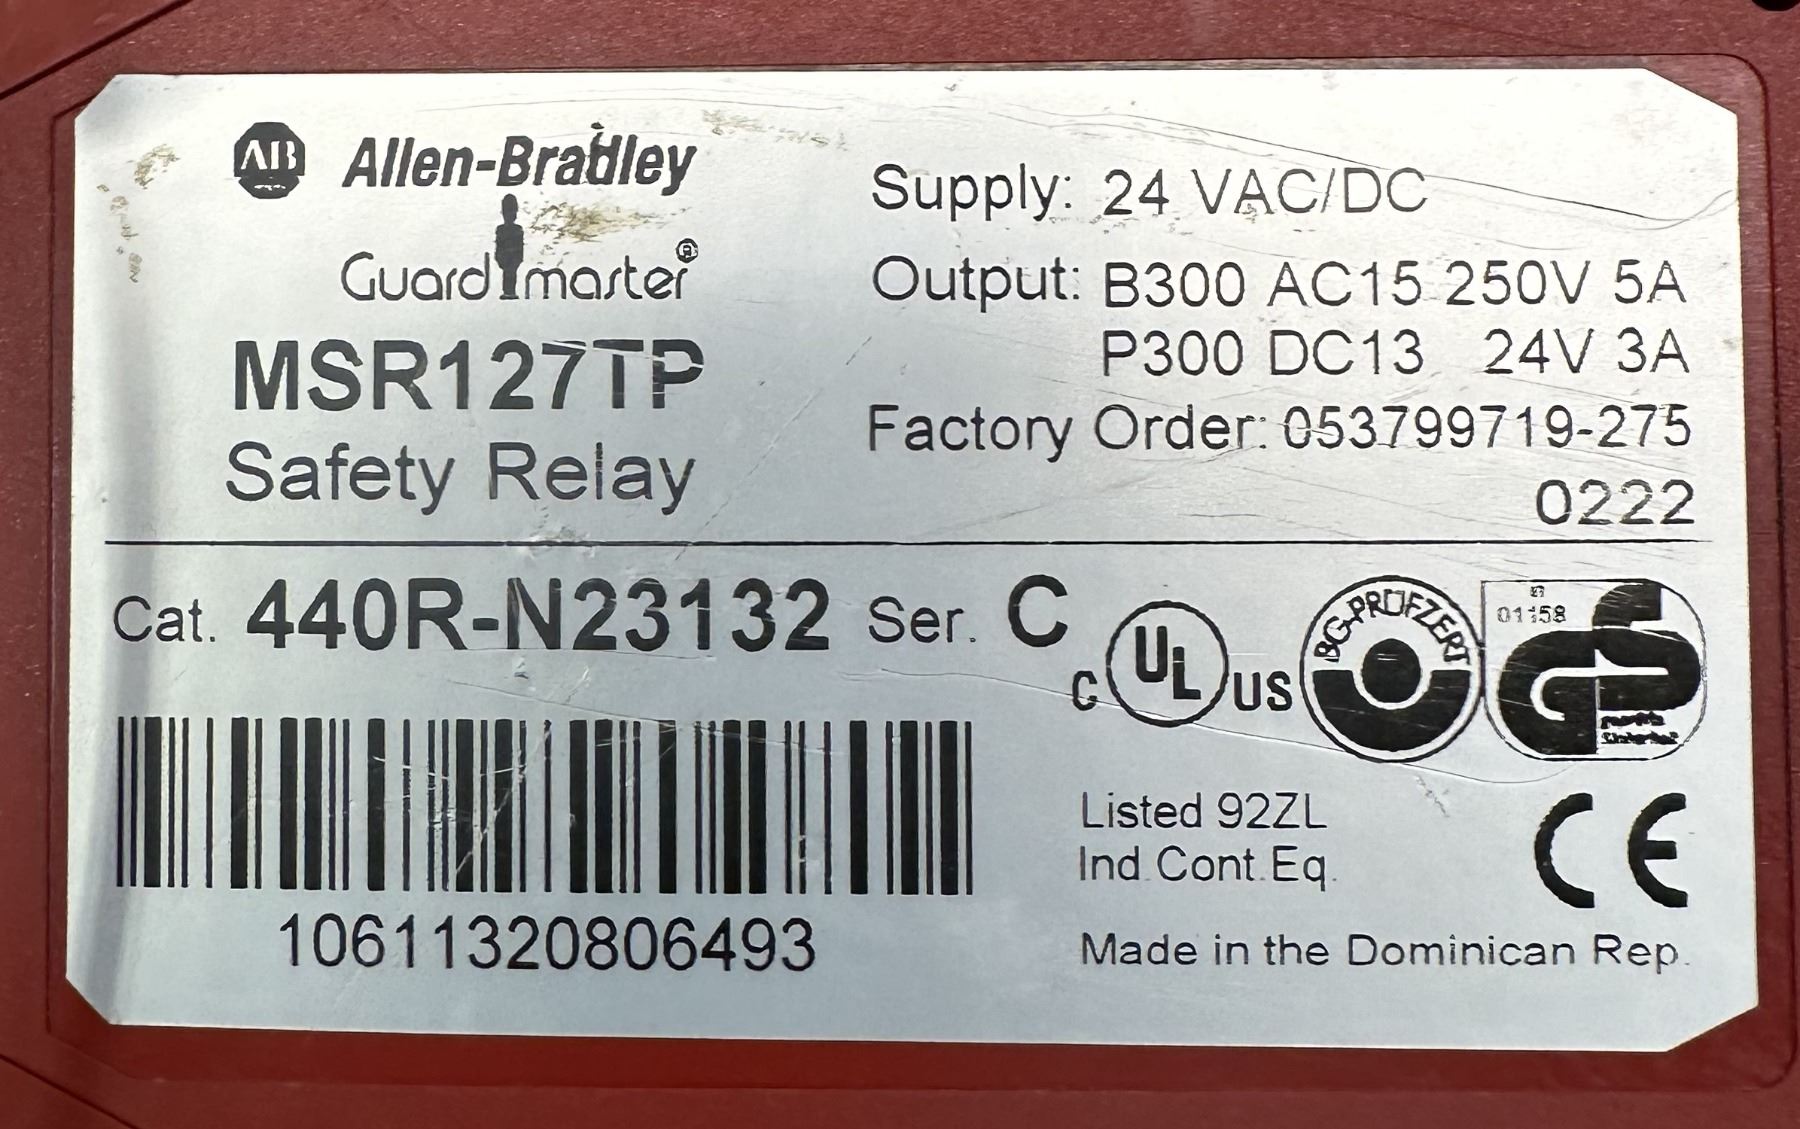 AB Allen-Bradley
Guardmaster®
MSR127TP
Safety Relay
Supply: 24 VAC/DC
Output: B300 AC15 250V 5A
P300 DC13 24V 3A
Factory Order: 053799719-275
0222
Cat. 440R-N23132 Ser. C
C UL US
BG-PRÜFZERT
01158
GS
CE
10611320806493
Listed 92ZL
Ind.Cont.Eq.
Made in the Dominican Rep.